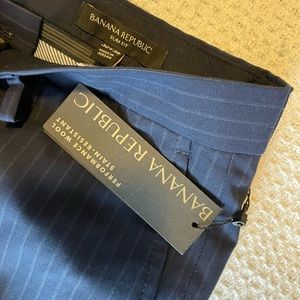 BANANA REPUBLIC
SLIM FIT
BANANA REPUBLIC
PERFORMANCE WOOL
STAIN-RESISTANT